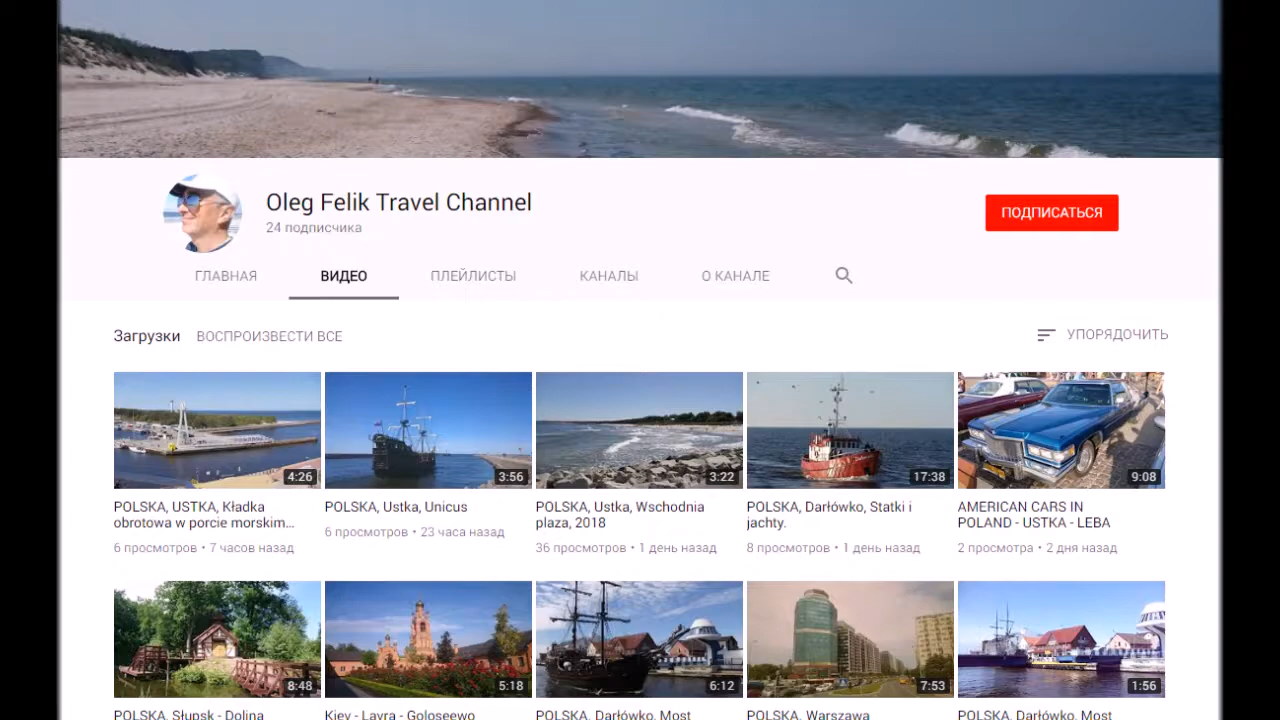 Oleg Felik Travel Channel
24 подписчика
ПОДПИСАТЬСЯ
ГЛАВНАЯ ВИДЕО ПЛЕЙЛИСТЫ КАНАЛЫ О КАНАЛЕ
Загрузки ВОСПРОИЗВЕСТИ ВСЕ УПОРЯДОЧИТЬ
4:26
POLSKA, USTKA, Kładka
obrotowa w porcie morskim...
6 просмотров • 7 часов назад
3:56
POLSKA, Ustka, Unicus
6 просмотров • 23 часа назад
3:22
POLSKA, Ustka, Wschodnia
plaza, 2018
36 просмотров • 1 день назад
17:38
POLSKA, Darłówko, Statki i
jachty.
8 просмотров • 1 день назад
9:08
AMERICAN CARS IN
POLAND - USTKA - LEBA
2 просмотра • 2 дня назад
8:48
POLSKA, Słupsk - Dolina
5:18
Kiev - Lavra - Goloseewo
6:12
POLSKA, Darłówko, Most
7:53
POLSKA, Warszawa
1:56
POLSKA, Darłówko, Most